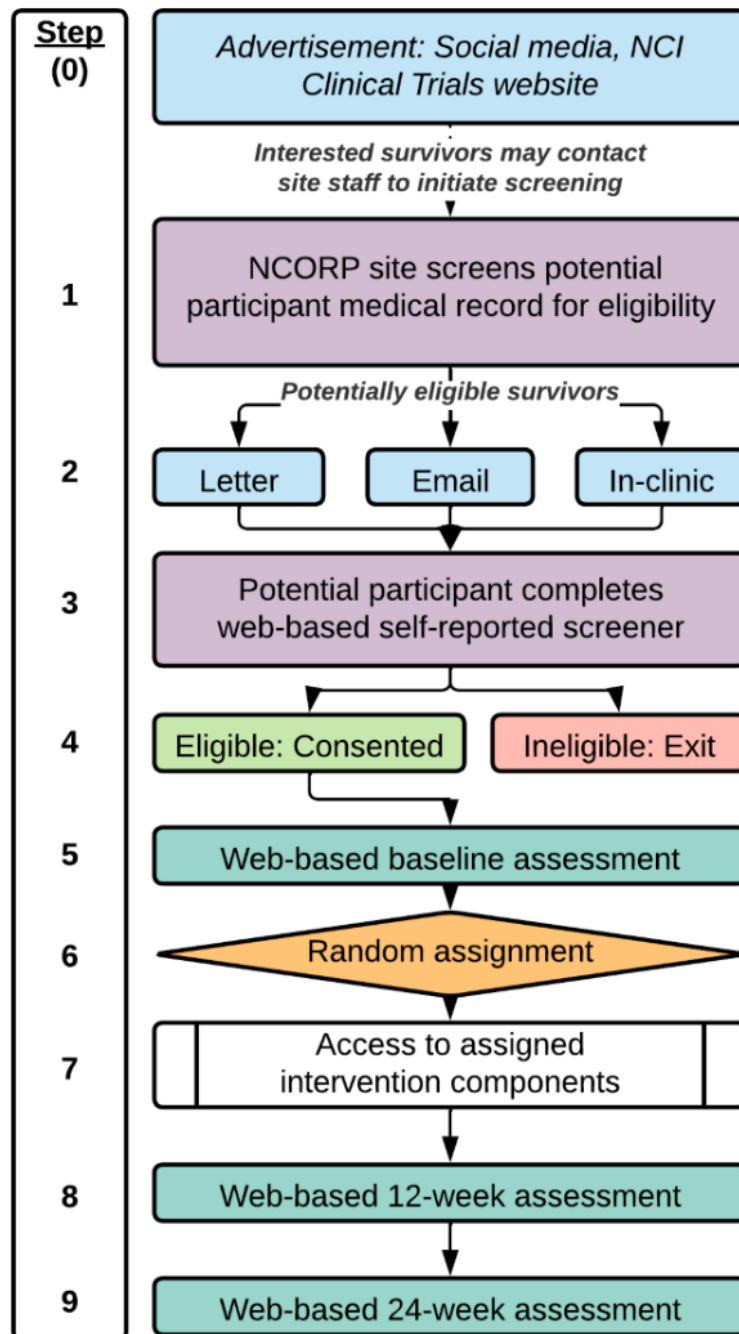 Step
(0)
Advertisement: Social media, NCI
Clinical Trials website
Interested survivors may contact
site staff to initiate screening
1
NCORP site screens potential
participant medical record for eligibility
Potentially eligible survivors
2
Letter
Email
In-clinic
3
Potential participant completes
web-based self-reported screener
4
Eligible: Consented
Ineligible: Exit
5
Web-based baseline assessment
6
Random assignment
7
Access to assigned
intervention components
8
Web-based 12-week assessment
9
Web-based 24-week assessment